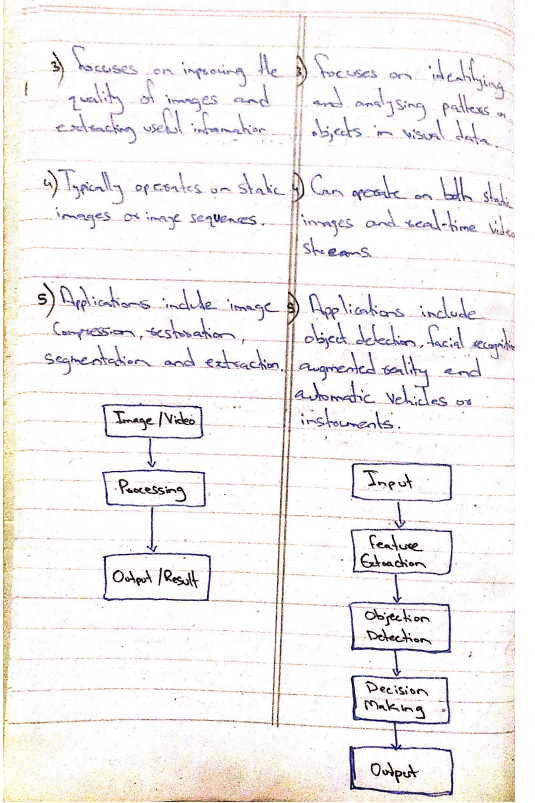 3) Focuses on inproving the
quality of images and
extracting useful information.
4) Typically operates on static
images or image sequences.
5) Applications include image
Compression, restoration,
segmentation and extraction.
Image/Video
Processing
Output/Result
3) Focuses on identifying
and analysing patterns or
objects in visual data.
4) Can operate on both static
images and real-time video
streams
5) Applications include
object detection, facial recognition
augmented reality and
automatic vehicles or
instruments.
Input
Feature
Extraction
Objection
Detection
Decision
Making
Output